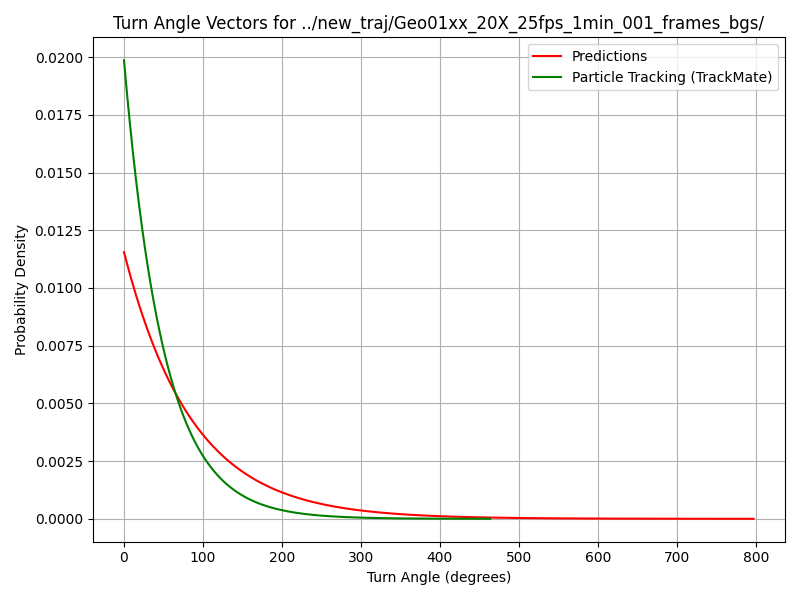 Turn Angle Vectors for ../new_traj/Geo01xx_20X_25fps_1min_001_frames_bgs/
Predictions
Particle Tracking (TrackMate)
Probability Density
0.0200
0.0175
0.0150
0.0125
0.0100
0.0075
0.0050
0.0025
0.0000
0 100 200 300 400 500 600 700 800
Turn Angle (degrees)